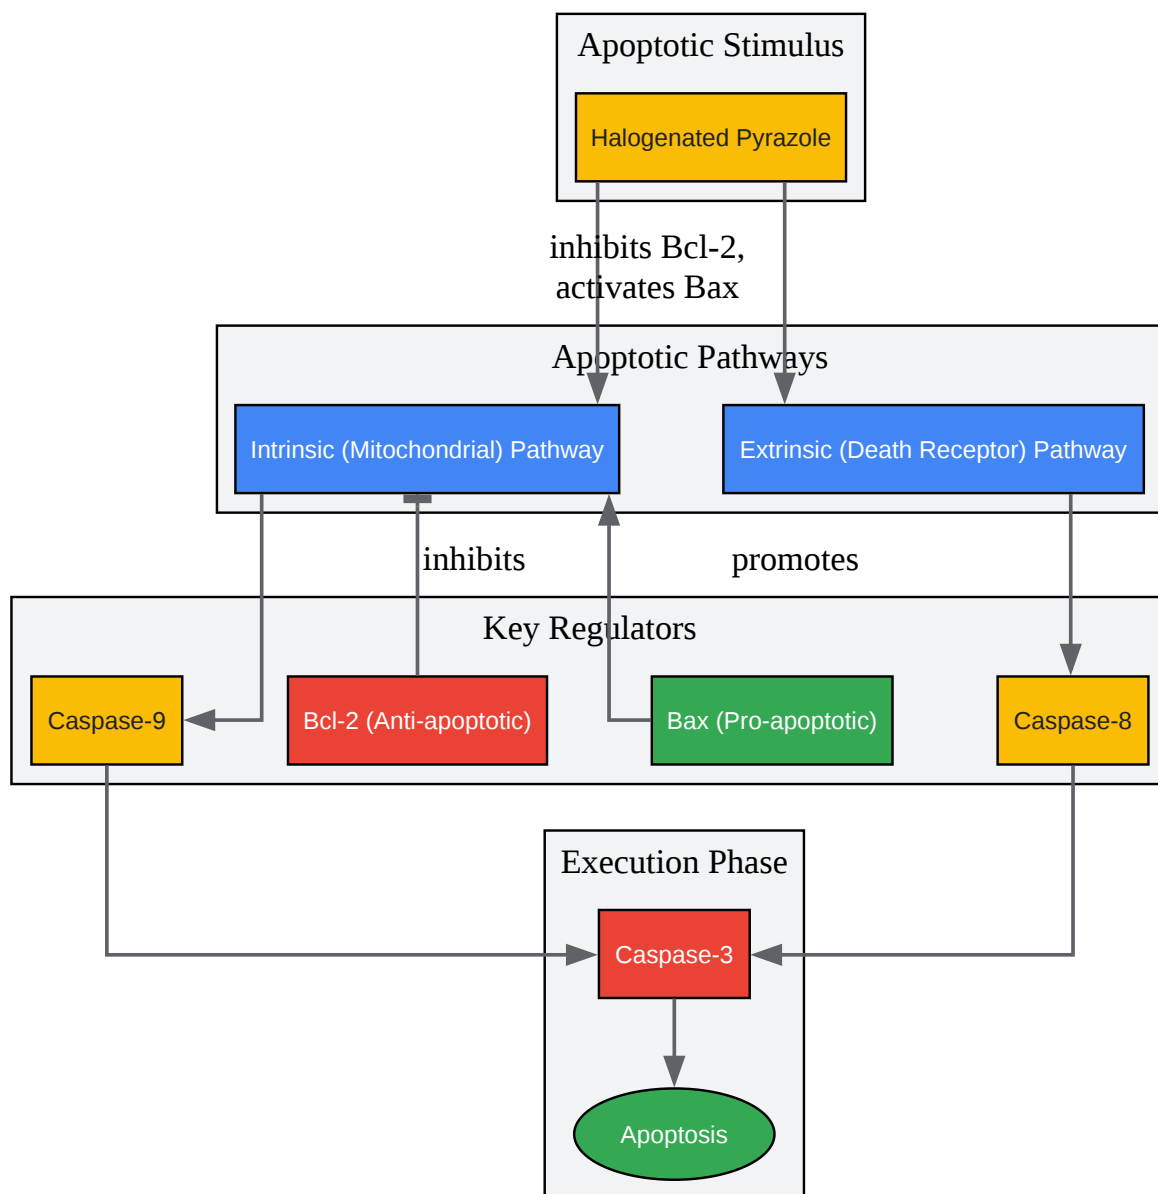 Apoptotic Stimulus
Halogenated Pyrazole
inhibits Bcl-2,
activates Bax
Apoptotic Pathways
Intrinsic (Mitochondrial) Pathway
Extrinsic (Death Receptor) Pathway
inhibits
promotes
Key Regulators
Caspase-9
Bcl-2 (Anti-apoptotic)
Bax (Pro-apoptotic)
Caspase-8
Execution Phase
Caspase-3
Apoptosis